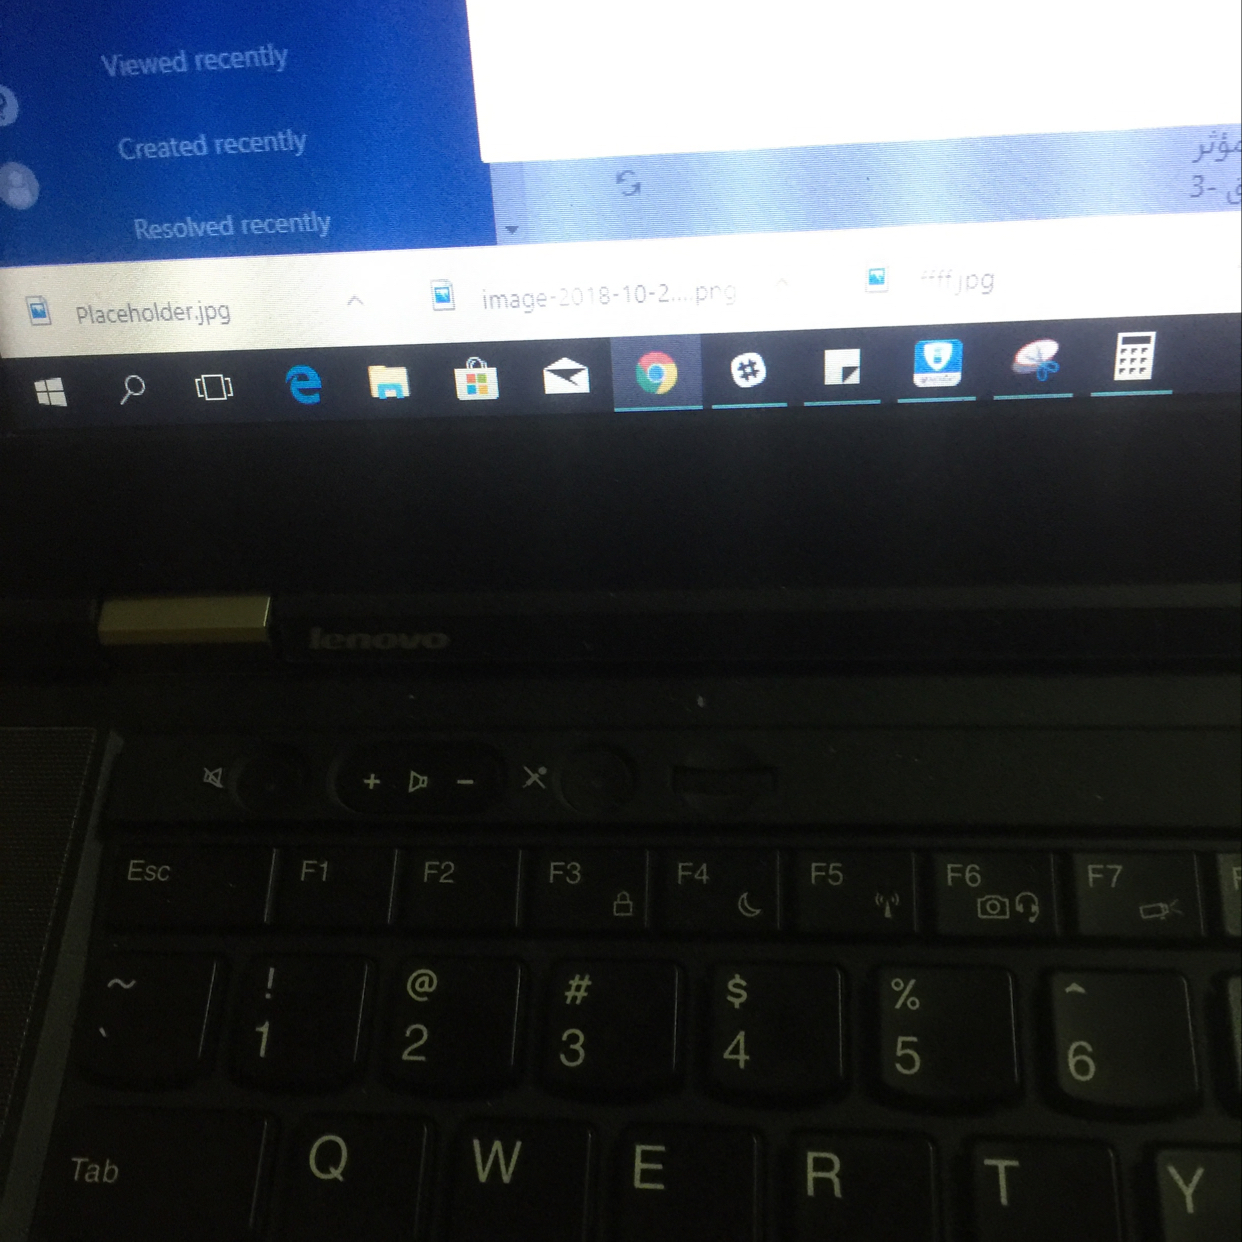 Viewed recently
Created recently
Resolved recently
مؤثر
3-
Placeholder.jpg
image-2018-10-2....png
ffff.jpg
lenovo
+ -
Esc F1 F2 F3 F4 F5 F6 F7
~ ! @ # $ % ^
` 1 2 3 4 5 6
Tab Q W E R T Y